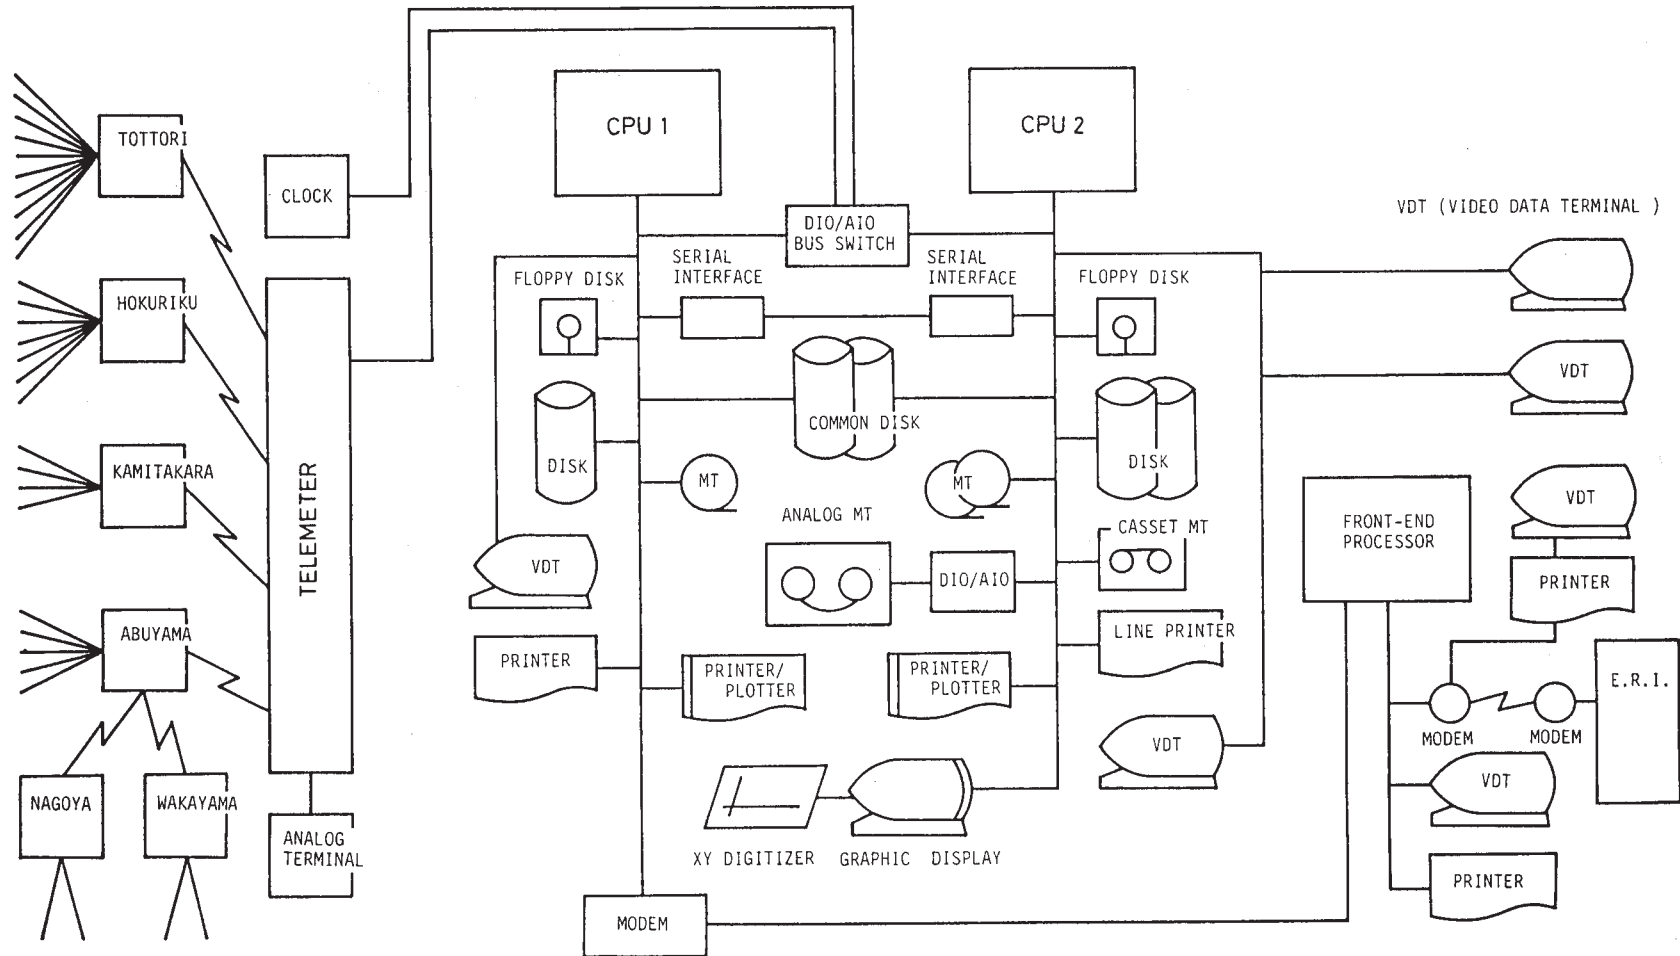 CPU 1
CPU 2
TOTTORI
CLOCK
VDT (VIDEO DATA TERMINAL )
DIO/AIO
BUS SWITCH
SERIAL
INTERFACE
SERIAL
INTERFACE
FLOPPY DISK
FLOPPY DISK
HOKURIKU
VDT
COMMON DISK
DISK
DISK
KAMITAKARA
TELEMETER
MT
MT
VDT
ANALOG MT
CASSET MT
FRONT-END
PROCESSOR
VDT
DIO/AIO
PRINTER
ABUYAMA
LINE PRINTER
PRINTER
PRINTER/
PLOTTER
PRINTER/
PLOTTER
E.R.I.
MODEM
MODEM
VDT
VDT
NAGOYA
WAKAYAMA
ANALOG
TERMINAL
XY DIGITIZER
GRAPHIC DISPLAY
PRINTER
MODEM